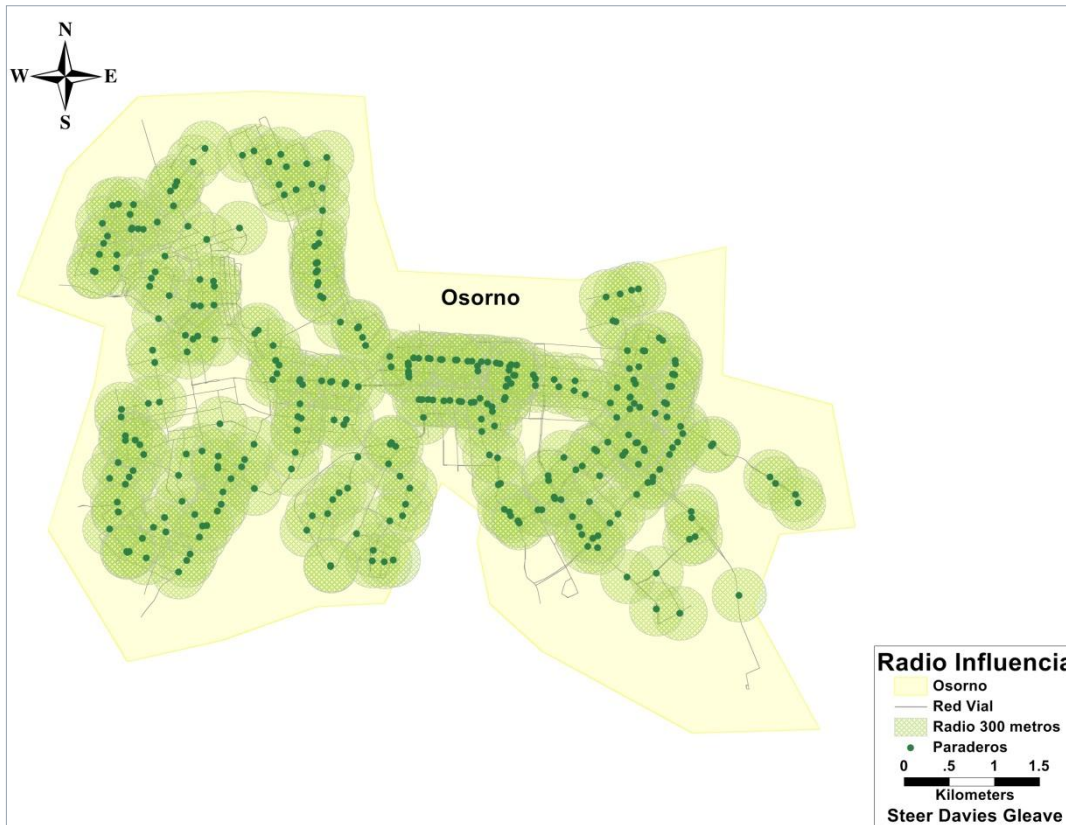 N
W E
S
Osorno
Radio Influencia
Osorno
Red Vial
Radio 300 metros
Paraderos
0 .5 1 1.5
Kilometers
Steer Davies Gleave